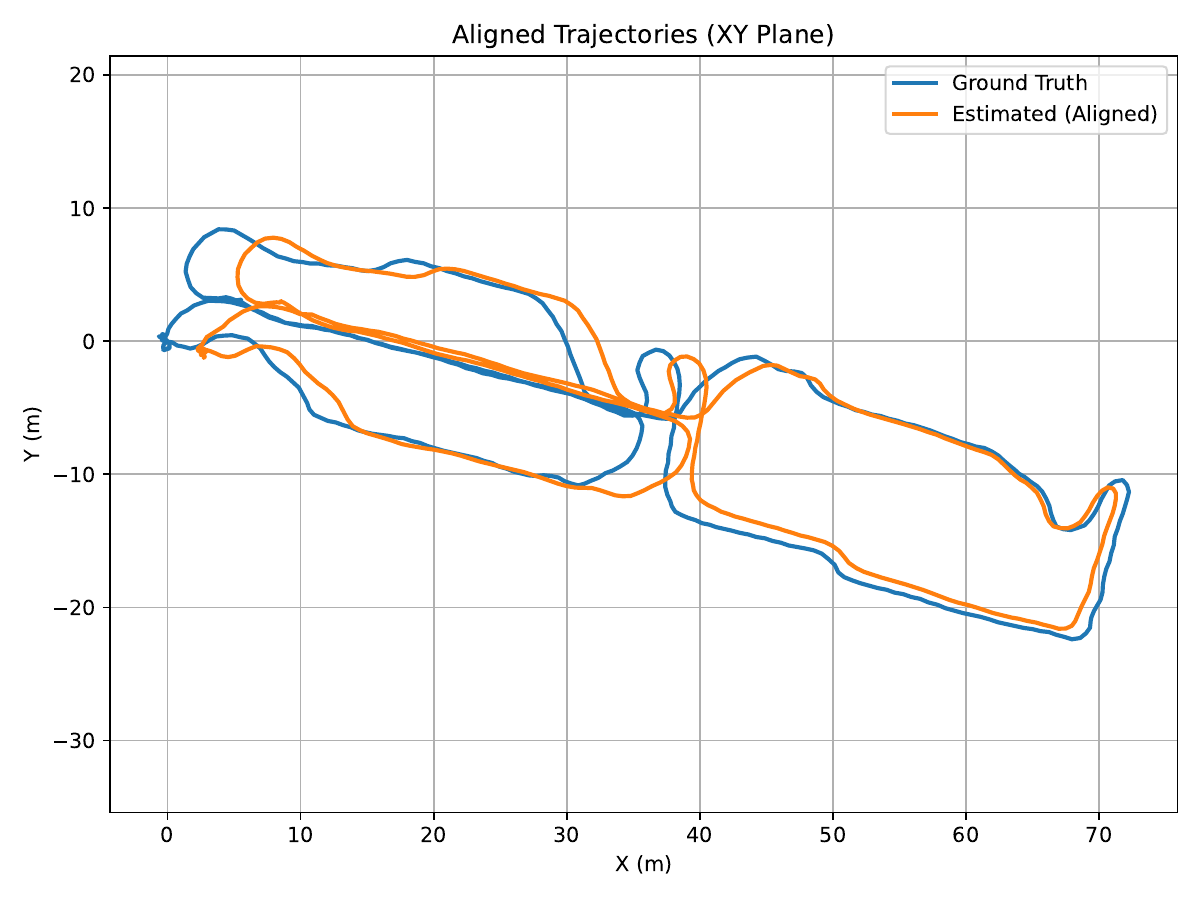 Aligned Trajectories (XY Plane)
Ground Truth
Estimated (Aligned)
20
10
0
−10
−20
−30
Y (m)
0 10 20 30 40 50 60 70
X (m)